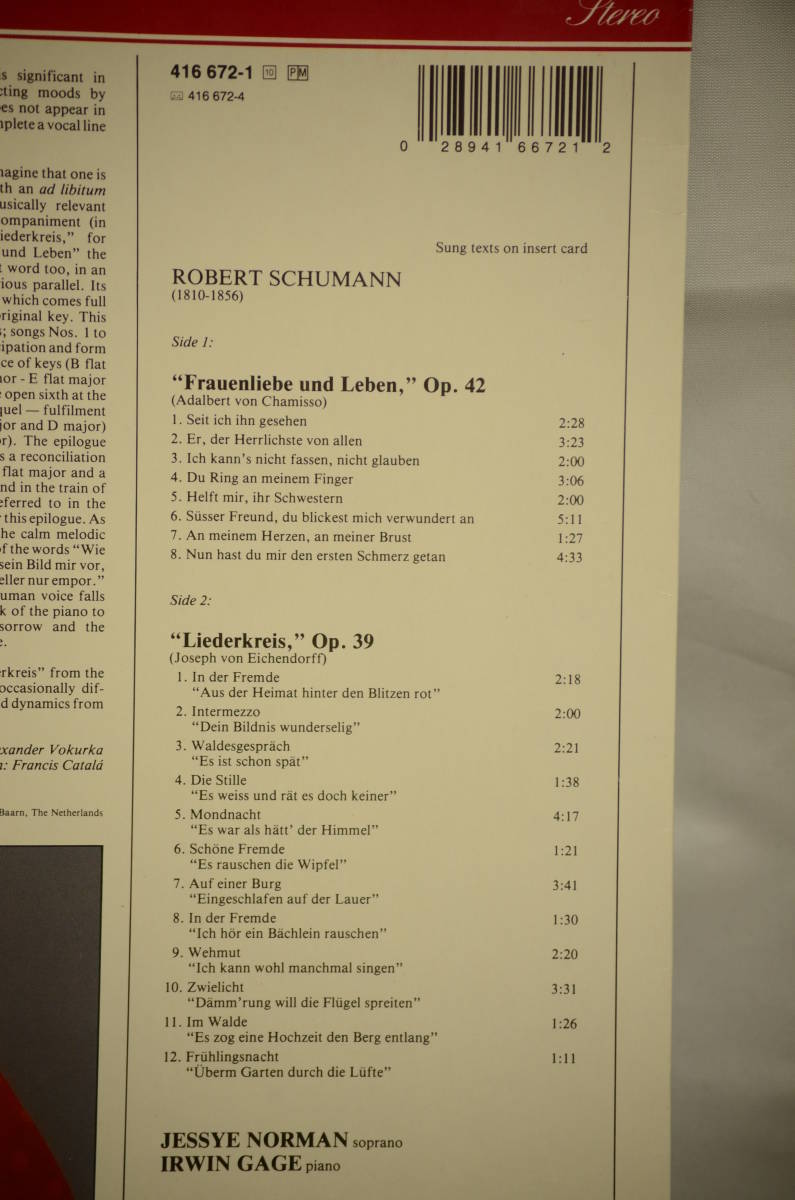 Stereo
s significant in
cting moods by
es not appear in
mplete a vocal line
magine that one is
th an ad libitum
usically relevant
ompaniment (in
iederkreis," for
und Leben" the
t word too, in an
ious parallel. Its
which comes full
riginal key. This
s; songs Nos. 1 to
ipation and form
ce of keys (B flat
nor - E flat major
e open sixth at the
quel — fulfilment
jor and D major)
or). The epilogue
s a reconciliation
flat major and a
nd in the train of
eferred to in the
this epilogue. As
he calm melodic
of the words "Wie
sein Bild mir vor,
eller nur empor."
uman voice falls
k of the piano to
sorrow and the
e.
erkreis" from the
occasionally dif-
d dynamics from
exander Vokurka
n: Francis Catalá
Baarn, The Netherlands
416 672-1 10 PM
416 672-4
0 28941 66721 2
Sung texts on insert card
ROBERT SCHUMANN
(1810-1856)
Side 1:
"Frauenliebe und Leben," Op. 42
(Adalbert von Chamisso)
1. Seit ich ihn gesehen 2:28
2. Er, der Herrlichste von allen 3:23
3. Ich kann's nicht fassen, nicht glauben 2:00
4. Du Ring an meinem Finger 3:06
5. Helft mir, ihr Schwestern 2:00
6. Süsser Freund, du blickest mich verwundert an 5:11
7. An meinem Herzen, an meiner Brust 1:27
8. Nun hast du mir den ersten Schmerz getan 4:33
Side 2:
"Liederkreis," Op. 39
(Joseph von Eichendorff)
1. In der Fremde 2:18
"Aus der Heimat hinter den Blitzen rot"
2. Intermezzo 2:00
"Dein Bildnis wunderselig"
3. Waldesgespräch 2:21
"Es ist schon spät"
4. Die Stille 1:38
"Es weiss und rät es doch keiner"
5. Mondnacht 4:17
"Es war als hätt' der Himmel"
6. Schöne Fremde 1:21
"Es rauschen die Wipfel"
7. Auf einer Burg 3:41
"Eingeschlafen auf der Lauer"
8. In der Fremde 1:30
"Ich hör ein Bächlein rauschen"
9. Wehmut 2:20
"Ich kann wohl manchmal singen"
10. Zwielicht 3:31
"Dämm'rung will die Flügel spreiten"
11. Im Walde 1:26
"Es zog eine Hochzeit den Berg entlang"
12. Frühlingsnacht 1:11
"Überm Garten durch die Lüfte"
JESSYE NORMAN soprano
IRWIN GAGE piano